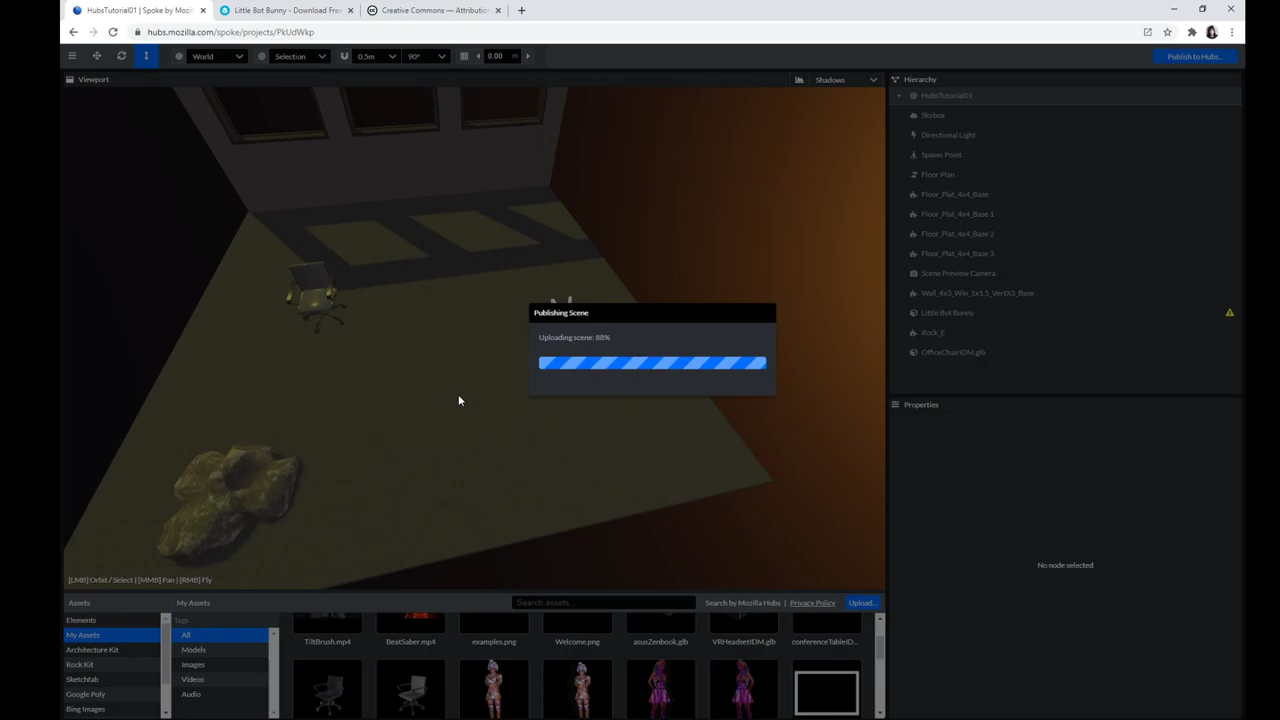 HubsTutorial01 | Spoke by Mozi
Little Bot Bunny - Download Fre
Creative Commons — Attribution
hubs.mozilla.com/spoke/projects/PkUdWkp
World
Selection
0.5m
90°
0.00
Publish to Hubs...
Viewport
Shadows
Hierarchy
HubsTutorial01
Skybox
Directional Light
Spawn Point
Floor Plan
Floor_Plat_4x4_Base
Floor_Plat_4x4_Base 1
Floor_Plat_4x4_Base 2
Floor_Plat_4x4_Base 3
Scene Preview Camera
Wall_4x3_Win_1x1.5_VertX3_Base
Little Bot Bunny
Rock_E
OfficeChairIDM.glb
Publishing Scene
Uploading scene: 88%
Properties
No node selected
[LMB] Orbit / Select | [MMB] Pan | [RMB] Fly
Assets
My Assets
Search assets...
Search by Mozilla Hubs | Privacy Policy
Upload...
Elements
My Assets
Architecture Kit
Rock Kit
Sketchfab
Google Poly
Bing Images
Tags
All
Models
Images
Videos
Audio
TiltBrush.mp4
BeatSaber.mp4
examples.png
Welcome.png
asusZenbook.glb
VRHeadsetIDM.glb
conferenceTableID...